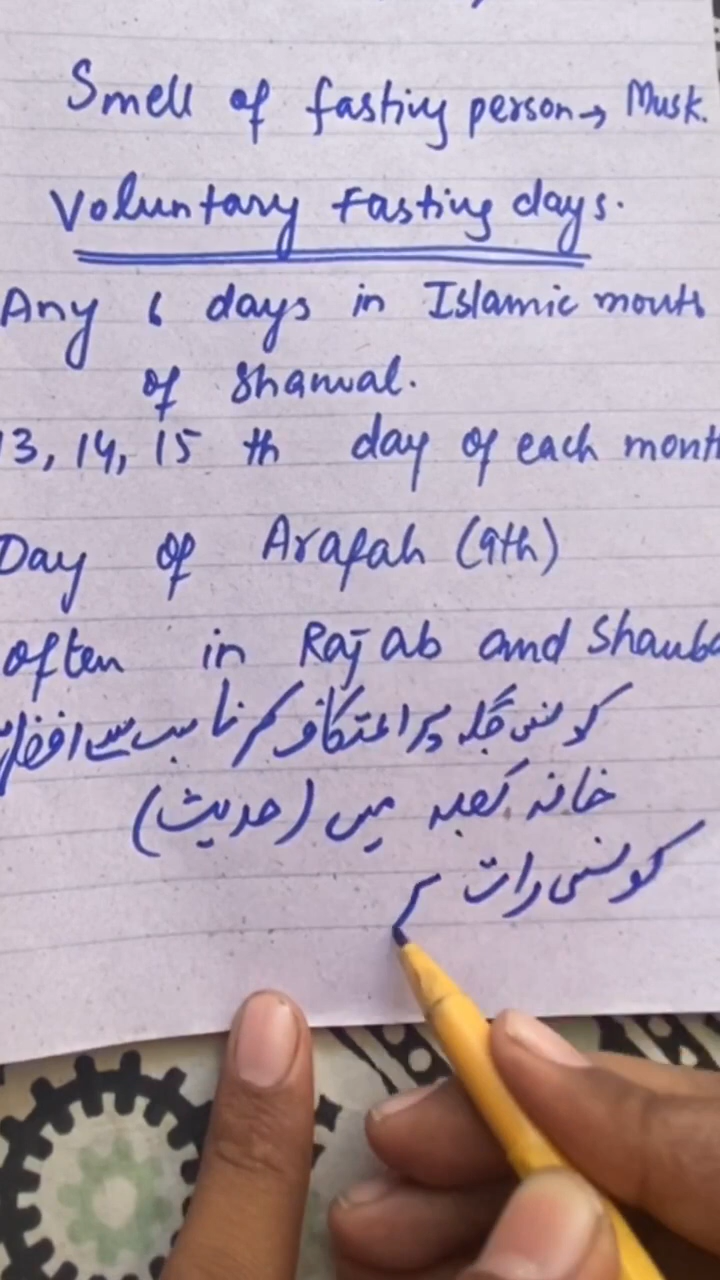 Smell of fasting person → Musk.
Voluntary Fasting days.
Any 6 days in Islamic month
of Shawal.
13, 14, 15 th day of each month
Day of Arafah (9th)
often in Rajab and Shaba
کونسی جگہ پر اعتکاف کرنا سب سے افضل
خانہ کعبہ میں (حدیث)
کونسی رات